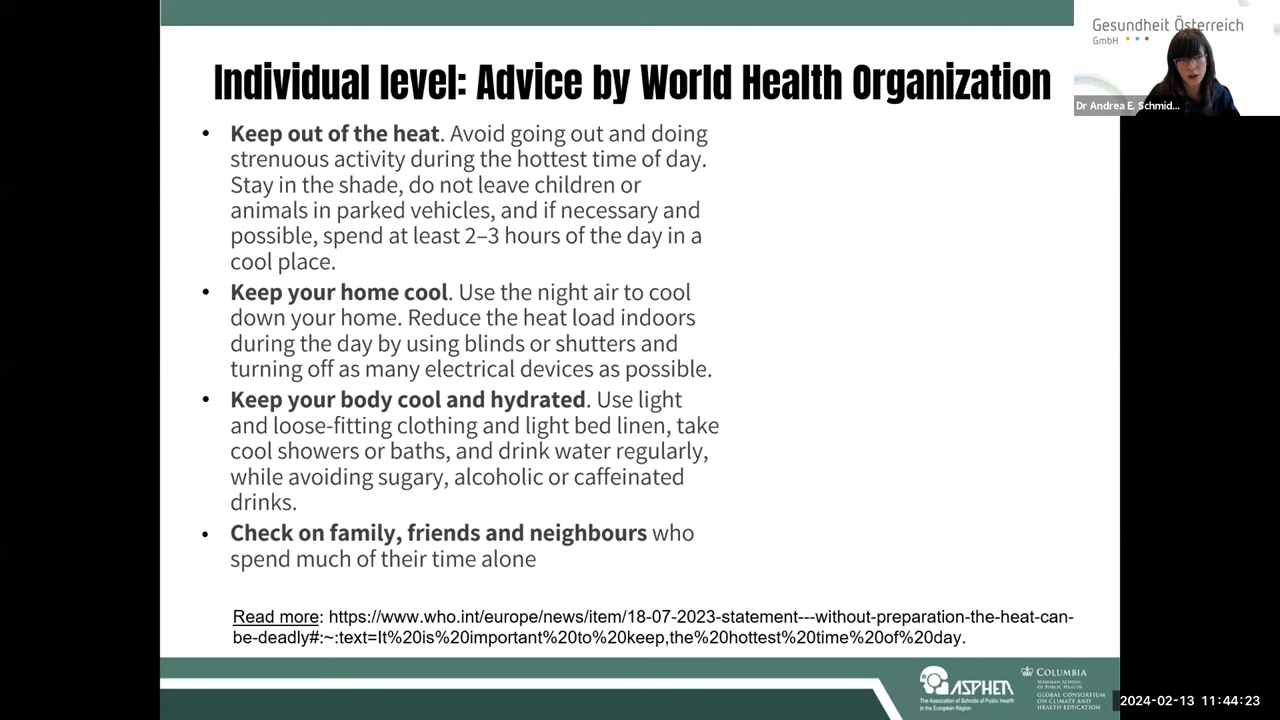 Gesundheit Österreich
GmbH
Dr Andrea E. Schmid...
Individual level: Advice by World Health Organization
• Keep out of the heat. Avoid going out and doing
strenuous activity during the hottest time of day.
Stay in the shade, do not leave children or
animals in parked vehicles, and if necessary and
possible, spend at least 2–3 hours of the day in a
cool place.
• Keep your home cool. Use the night air to cool
down your home. Reduce the heat load indoors
during the day by using blinds or shutters and
turning off as many electrical devices as possible.
• Keep your body cool and hydrated. Use light
and loose-fitting clothing and light bed linen, take
cool showers or baths, and drink water regularly,
while avoiding sugary, alcoholic or caffeinated
drinks.
• Check on family, friends and neighbours who
spend much of their time alone
Read more: https://www.who.int/europe/news/item/18-07-2023-statement---without-preparation-the-heat-can-
be-deadly#:~:text=It%20is%20important%20to%20keep,the%20hottest%20time%20of%20day.
ASPHER
The Association of Schools of Public Health
in the European Region
COLUMBIA
MAILMAN SCHOOL
OF PUBLIC HEALTH
GLOBAL CONSORTIUM
ON CLIMATE AND
HEALTH EDUCATION
2024-02-13 11:44:23